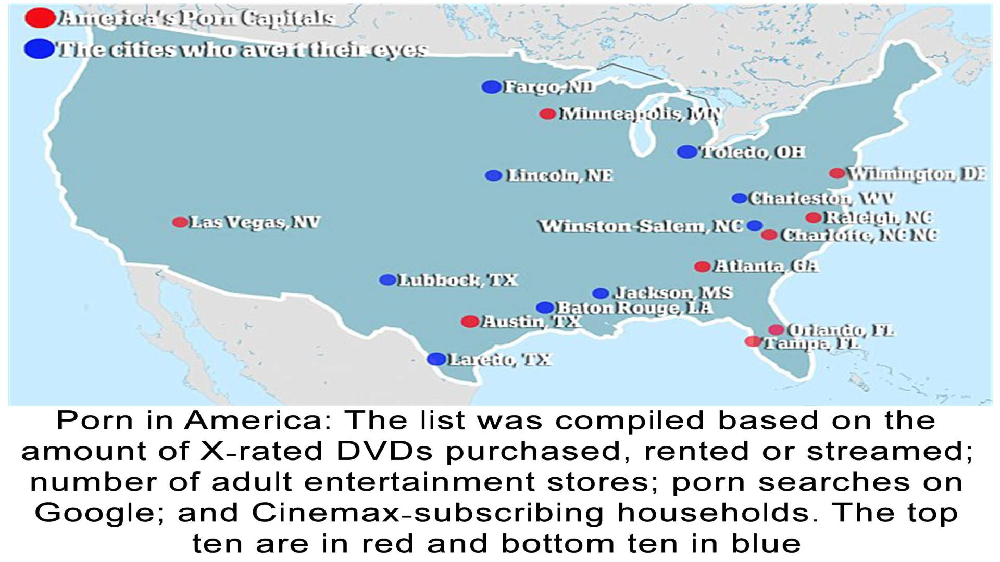 America's Porn Capitals
The cities who avert their eyes
Fargo, ND
Minneapolis, MN
Toledo, OH
Wilmington, DE
Lincoln, NE
Charleston, WV
Las Vegas, NV
Raleigh, NC
Winston-Salem, NC
Charlotte, NC NC
Atlanta, GA
Lubbock, TX
Jackson, MS
Baton Rouge, LA
Austin, TX
Orlando, FL
Tampa, FL
Laredo, TX
Porn in America: The list was compiled based on the
amount of X-rated DVDs purchased, rented or streamed;
number of adult entertainment stores; porn searches on
Google; and Cinemax-subscribing households. The top
ten are in red and bottom ten in blue